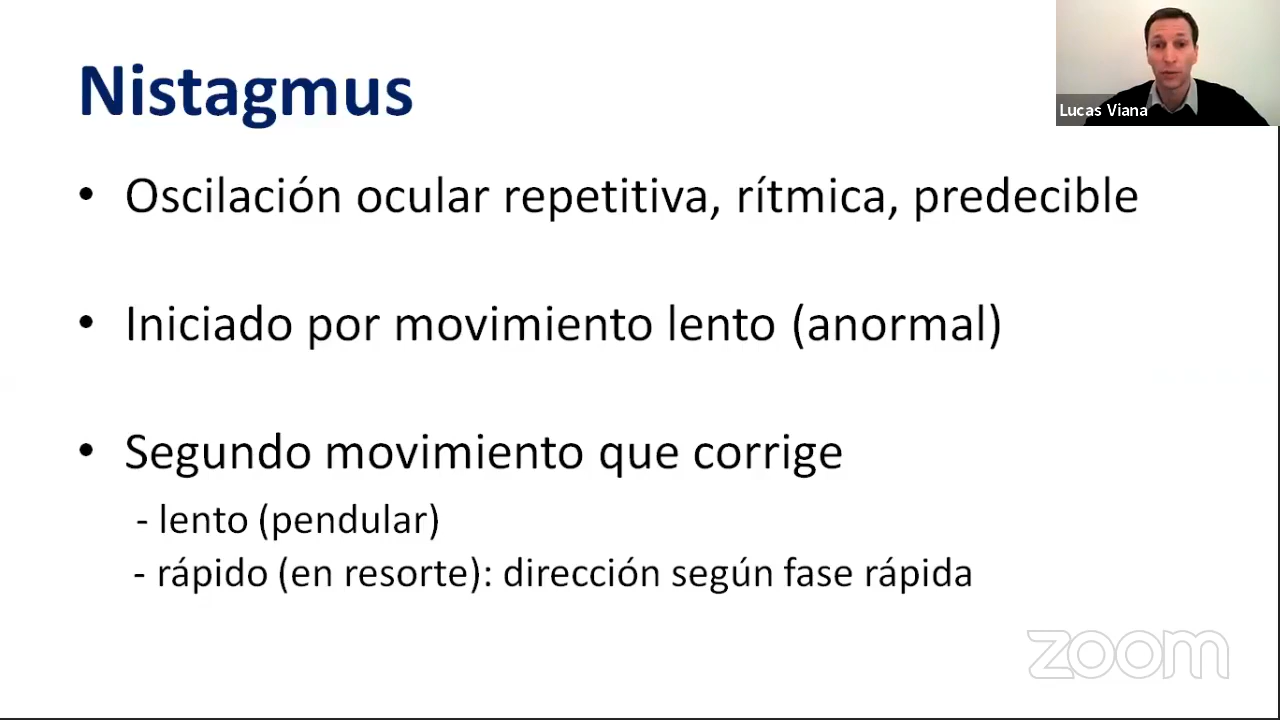 Nistagmus
Lucas Viana
• Oscilación ocular repetitiva, rítmica, predecible
• Iniciado por movimiento lento (anormal)
• Segundo movimiento que corrige
- lento (pendular)
- rápido (en resorte): dirección según fase rápida
zoom